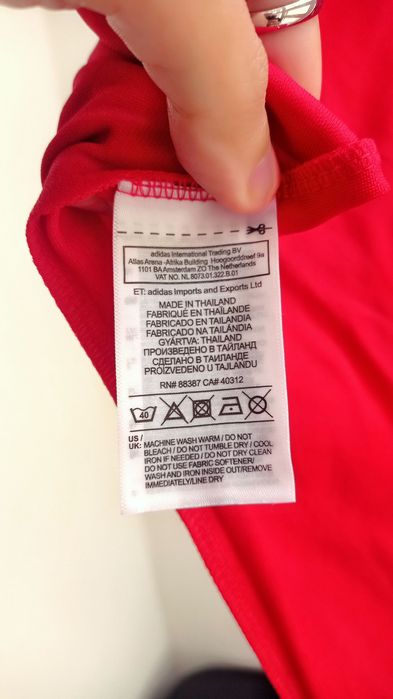 adidas International Trading BV
Atlas Arena -Afrika Building Hoogoorddreef 9a
1101 BA Amsterdam ZO The Netherlands
VAT NO. NL 8073.01.322.B.01
ET: adidas Imports and Exports Ltd
MADE IN THAILAND
FABRIQUÉ EN THAÏLANDE
FABRICADO EN TAILANDIA
FABRICADO NA TAILÂNDIA
GYÁRTVA: THAILAND
ПРОИЗВЕДЕНО В ТАЙЛАНД
СДЕЛАНО В ТАИЛАНДЕ
PROIZVEDENO U TAJLANDU
RN# 88387 CA# 40312
40
US /
UK: MACHINE WASH WARM / DO NOT
BLEACH / DO NOT TUMBLE DRY / COOL
IRON IF NEEDED / DO NOT DRY CLEAN
DO NOT USE FABRIC SOFTENER/
WASH AND IRON INSIDE OUT/REMOVE
IMMEDIATELY/LINE DRY